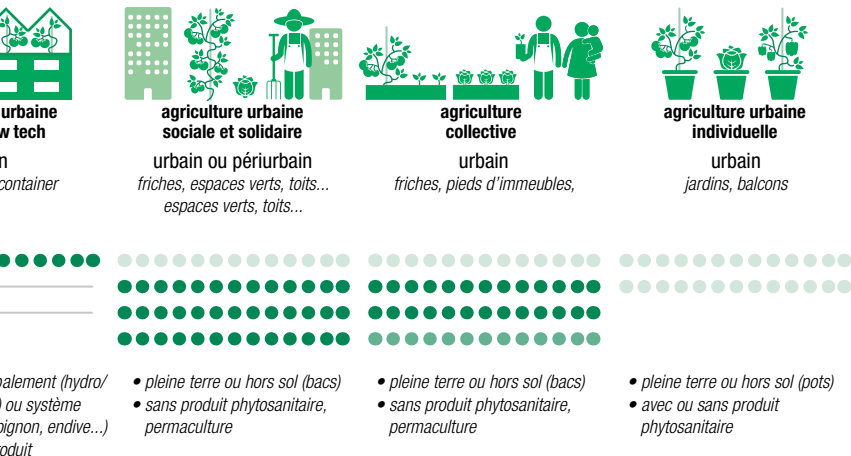 urbaine
w tech
n
container
agriculture urbaine
sociale et solidaire
urbain ou périurbain
friches, espaces verts, toits...
espaces verts, toits...
agriculture
collective
urbain
friches, pieds d’immeubles,
agriculture urbaine
individuelle
urbain
jardins, balcons
palement (hydro/
) ou système
pignon, endive...)
roduit
• pleine terre ou hors sol (bacs)
• sans produit phytosanitaire,
permaculture
• pleine terre ou hors sol (bacs)
• sans produit phytosanitaire,
permaculture
• pleine terre ou hors sol (pots)
• avec ou sans produit
phytosanitaire